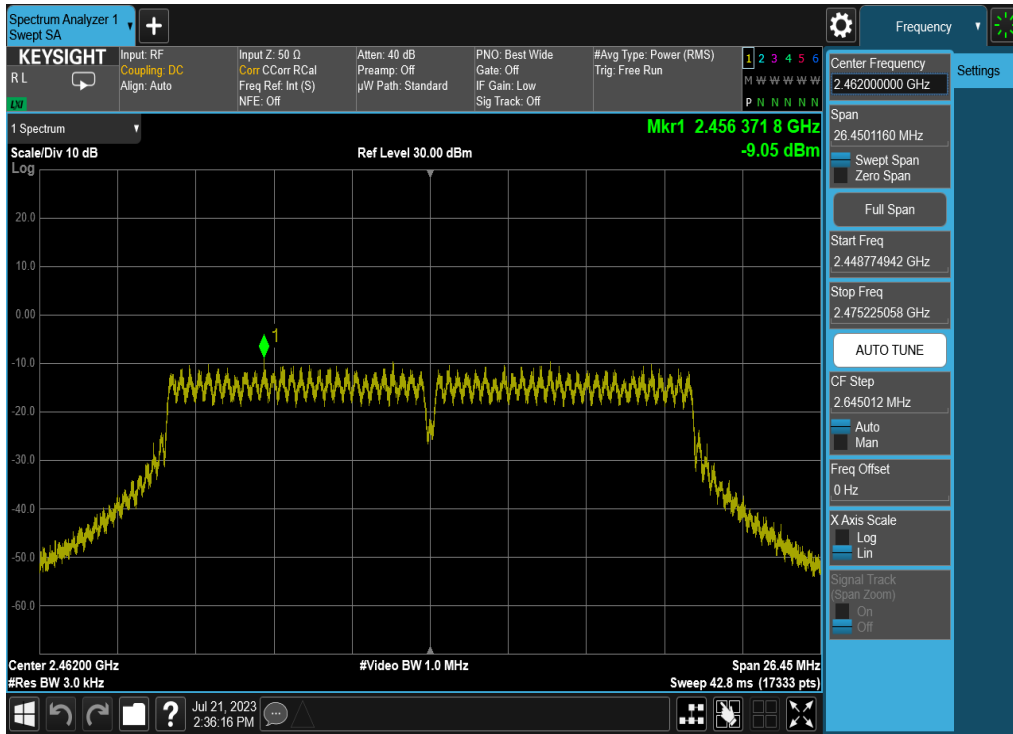 Spectrum Analyzer 1
Swept SA
+
Frequency
KEYSIGHT
R L
LXI
Input: RF
Coupling: DC
Align: Auto
Input Z: 50 Ω
Corr CCorr RCal
Freq Ref: Int (S)
NFE: Off
Atten: 40 dB
Preamp: Off
µW Path: Standard
PNO: Best Wide
Gate: Off
IF Gain: Low
Sig Track: Off
#Avg Type: Power (RMS)
Trig: Free Run
1 2 3 4 5 6
M W W W W W
P N N N N N
1 Spectrum
Mkr1 2.456 371 8 GHz
Scale/Div 10 dB
Ref Level 30.00 dBm
-9.05 dBm
Log
20.0
10.0
0.00
-10.0
-20.0
-30.0
-40.0
-50.0
-60.0
1
Center 2.46200 GHz
#Video BW 1.0 MHz
Span 26.45 MHz
#Res BW 3.0 kHz
Sweep 42.8 ms (17333 pts)
Center Frequency
2.462000000 GHz
Settings
Span
26.4501160 MHz
Swept Span
Zero Span
Full Span
Start Freq
2.448774942 GHz
Stop Freq
2.475225058 GHz
AUTO TUNE
CF Step
2.645012 MHz
Auto
Man
Freq Offset
0 Hz
X Axis Scale
Log
Lin
Signal Track
(Span Zoom)
On
Off
?
Jul 21, 2023
2:36:16 PM